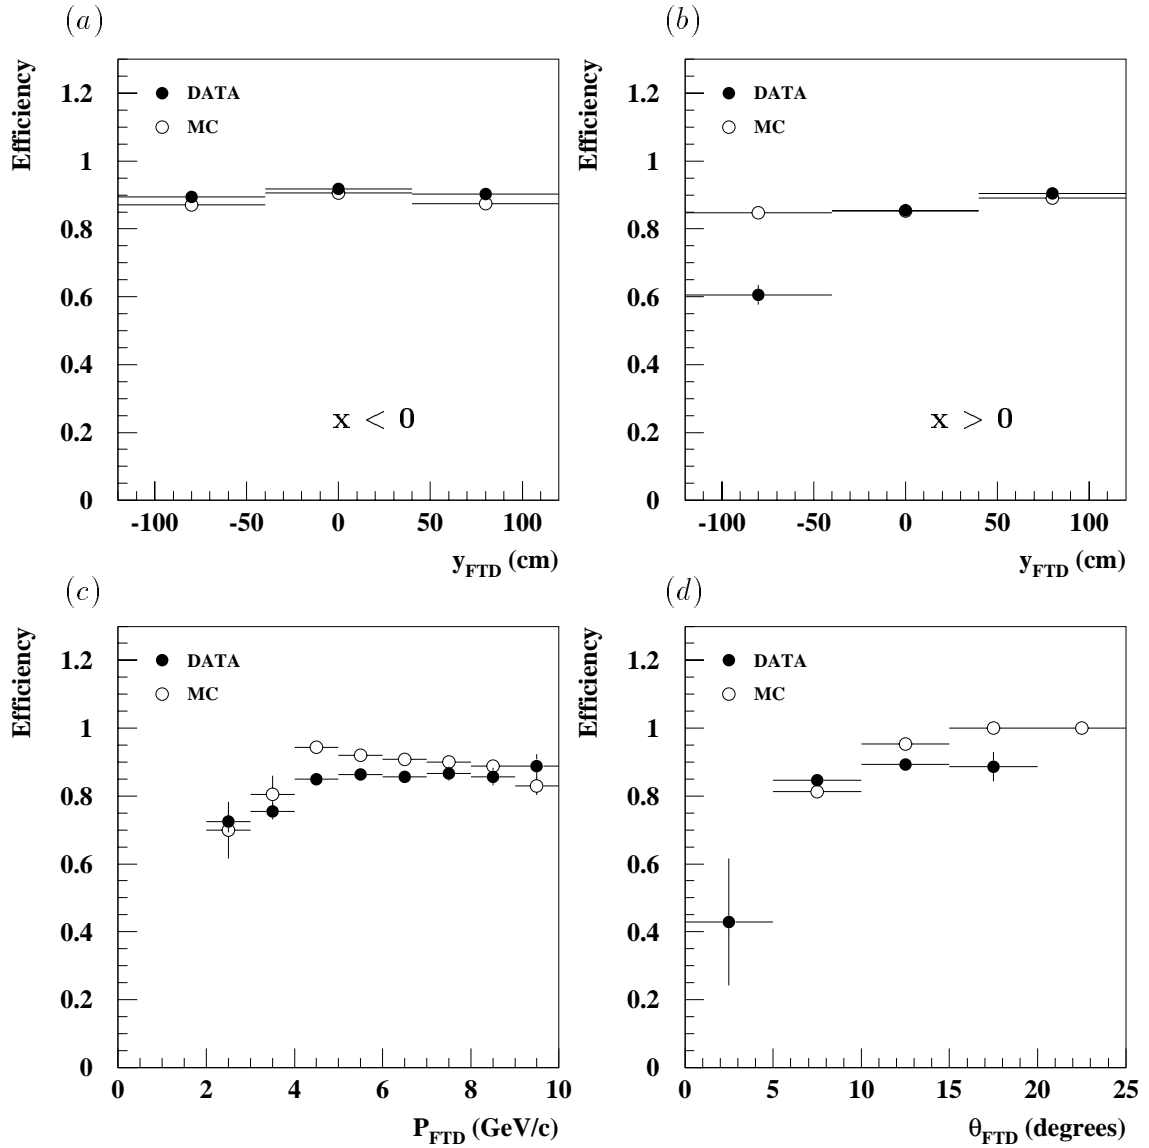 (a)
Efficiency
1.2
1
0.8
0.6
0.4
0.2
0
DATA
MC
x < 0
-100 -50 0 50 100
y_FTD (cm)
(b)
Efficiency
1.2
1
0.8
0.6
0.4
0.2
0
DATA
MC
x > 0
-100 -50 0 50 100
y_FTD (cm)
(c)
Efficiency
1.2
1
0.8
0.6
0.4
0.2
0
DATA
MC
0 2 4 6 8 10
P_FTD (GeV/c)
(d)
Efficiency
1.2
1
0.8
0.6
0.4
0.2
0
DATA
MC
0 5 10 15 20 25
θ_FTD (degrees)